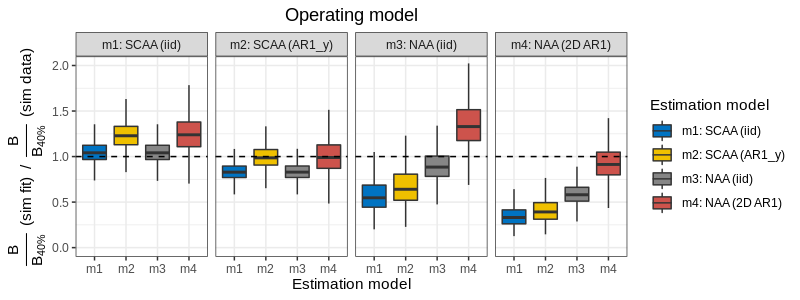 Operating model
m1: SCAA (iid)
m2: SCAA (AR1_y)
m3: NAA (iid)
m4: NAA (2D AR1)
B/B40% (sim fit) / B/B40% (sim data)
2.0
1.5
1.0
0.5
0.0
m1 m2 m3 m4
m1 m2 m3 m4
m1 m2 m3 m4
m1 m2 m3 m4
Estimation model
Estimation model
m1: SCAA (iid)
m2: SCAA (AR1_y)
m3: NAA (iid)
m4: NAA (2D AR1)